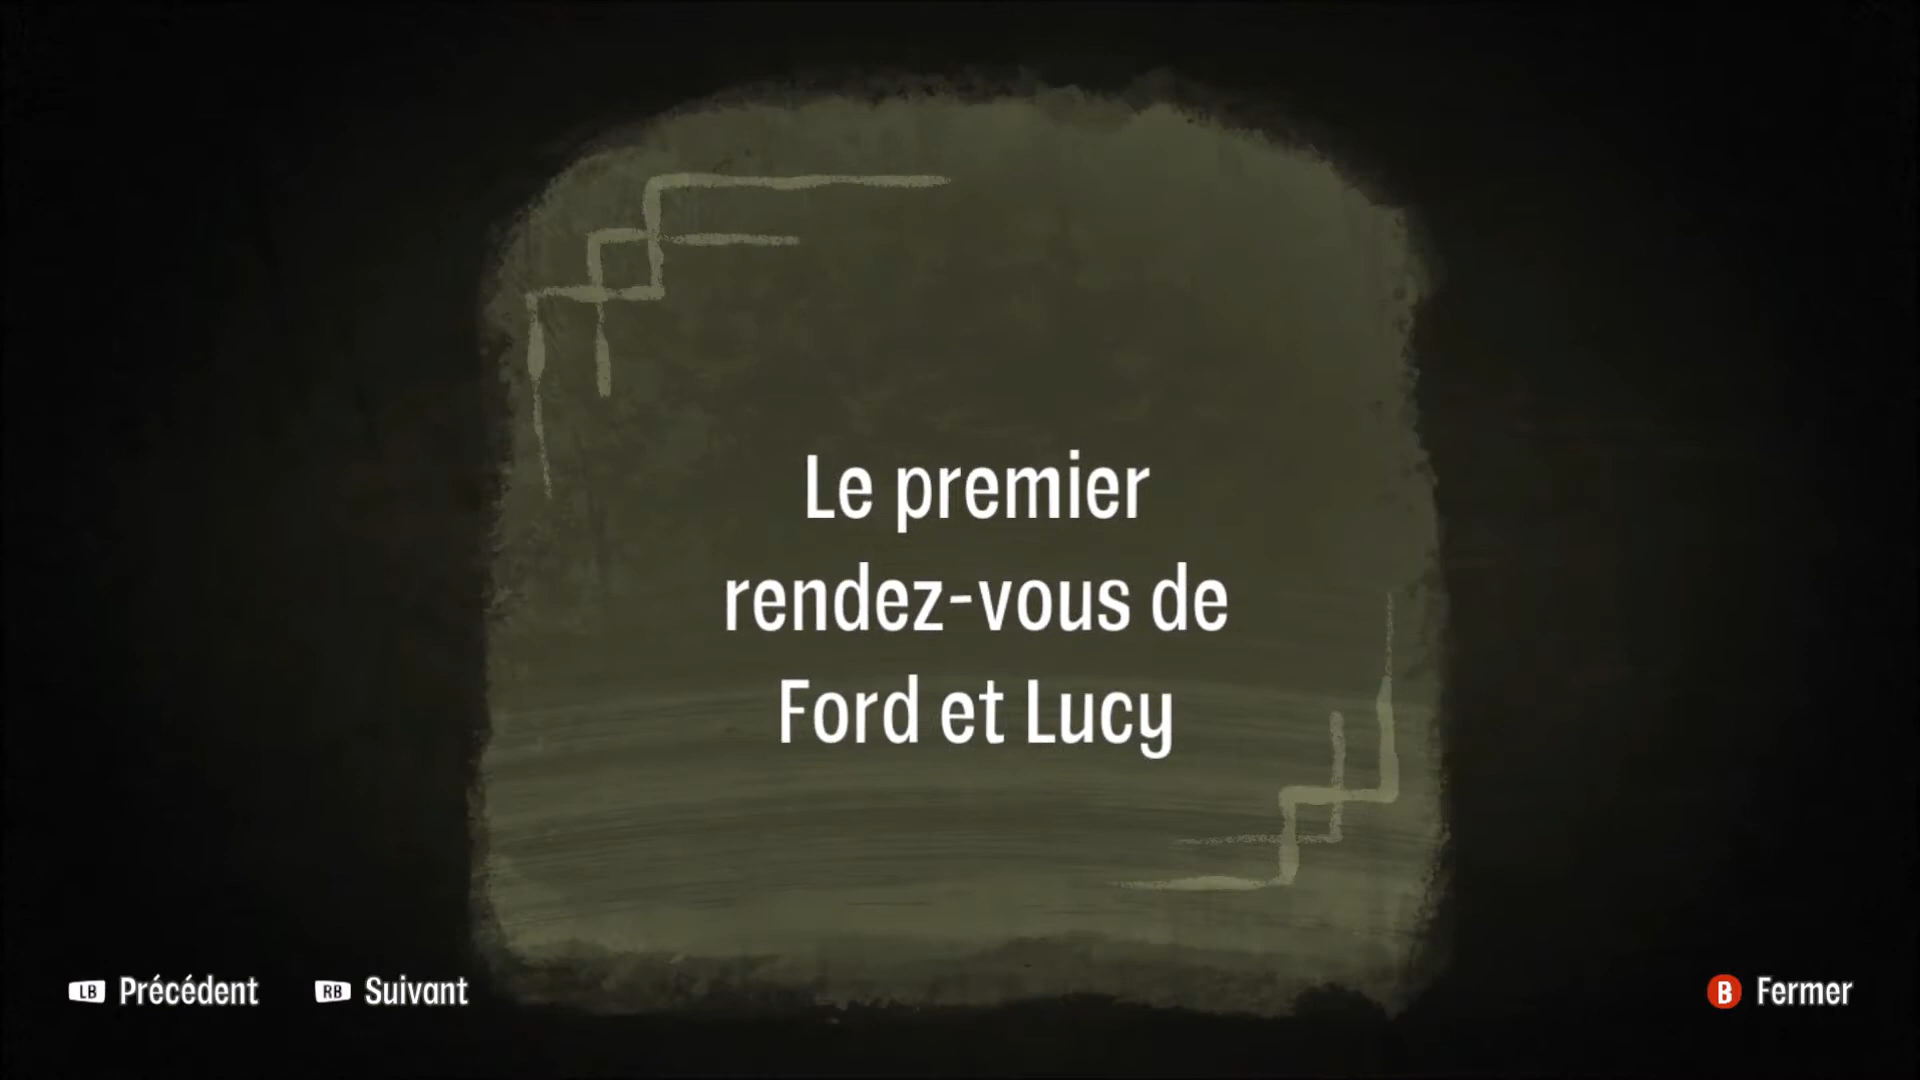 Le premier
rendez-vous de
Ford et Lucy
LB Précédent RB Suivant B Fermer